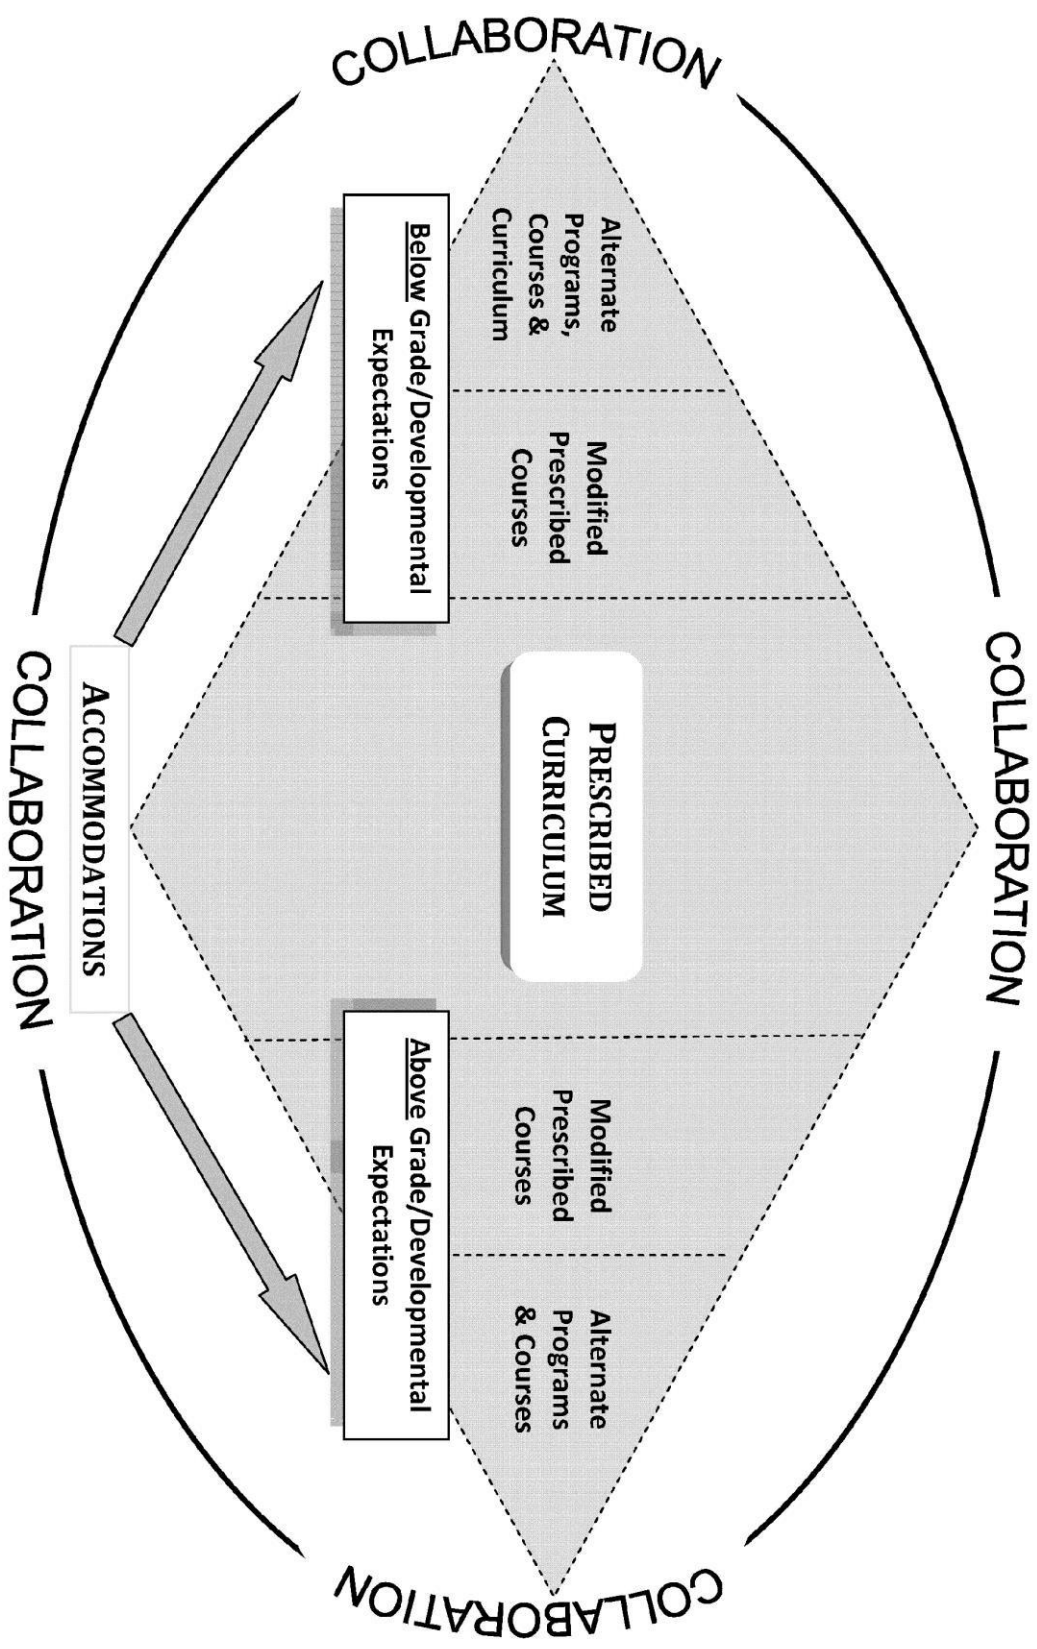 COLLABORATION
COLLABORATION
Alternate
Programs,
Courses &
Curriculum
Modified
Prescribed
Courses
PRESCRIBED
CURRICULUM
Modified
Prescribed
Courses
Alternate
Programs
& Courses
Below Grade/Developmental
Expectations
Above Grade/Developmental
Expectations
ACCOMMODATIONS
COLLABORATION
COLLABORATION